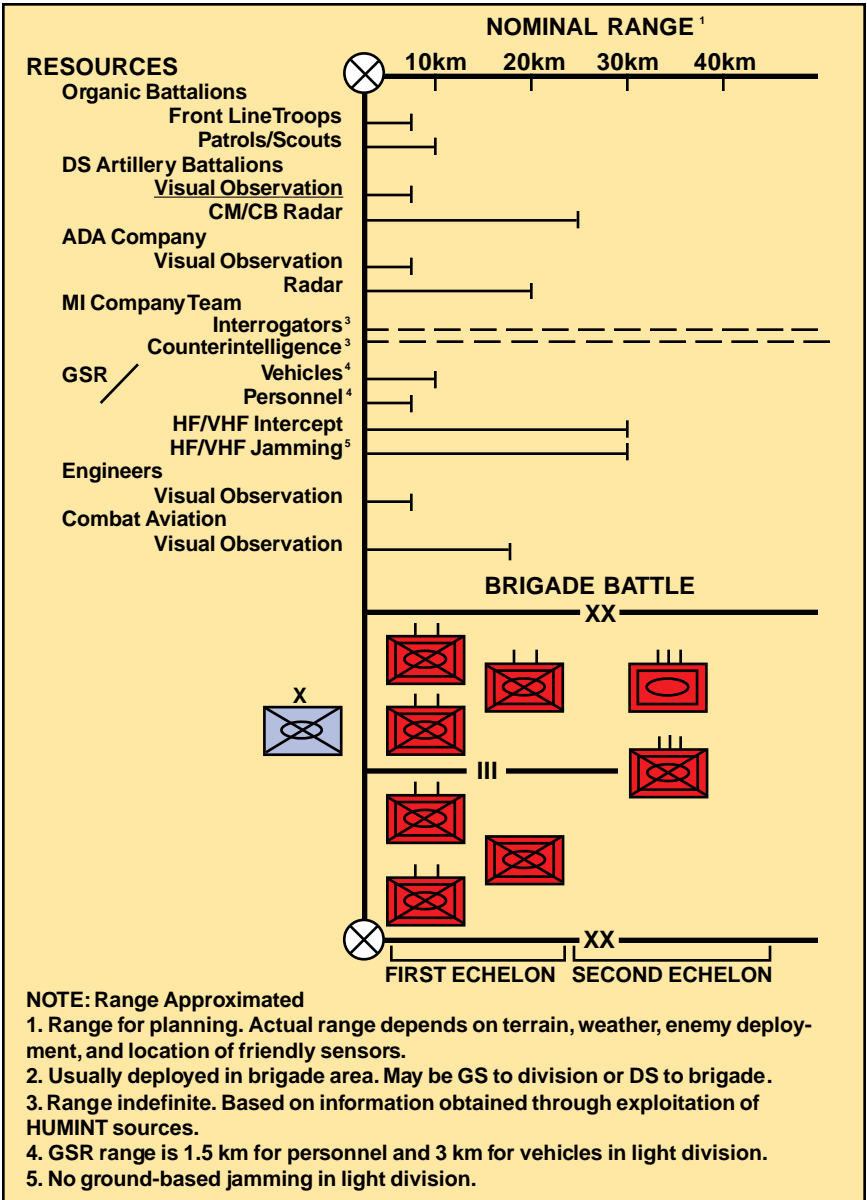 NOMINAL RANGE ¹
RESOURCES
10km 20km 30km 40km
Organic Battalions
Front LineTroops
Patrols/Scouts
DS Artillery Battalions
Visual Observation
CM/CB Radar
ADA Company
Visual Observation
Radar
MI CompanyTeam
Interrogators³
Counterintelligence ³
GSR
Vehicles⁴
Personnel ⁴
HF/VHF Intercept
HF/VHF Jamming⁵
Engineers
Visual Observation
Combat Aviation
Visual Observation
BRIGADE BATTLE
XX
X
III
XX
FIRST ECHELON SECOND ECHELON
NOTE: Range Approximated
1. Range for planning. Actual range depends on terrain, weather, enemy deploy-
ment, and location of friendly sensors.
2. Usually deployed in brigade area. May be GS to division or DS to brigade.
3. Range indefinite. Based on information obtained through exploitation of
HUMINT sources.
4. GSR range is 1.5 km for personnel and 3 km for vehicles in light division.
5. No ground-based jamming in light division.